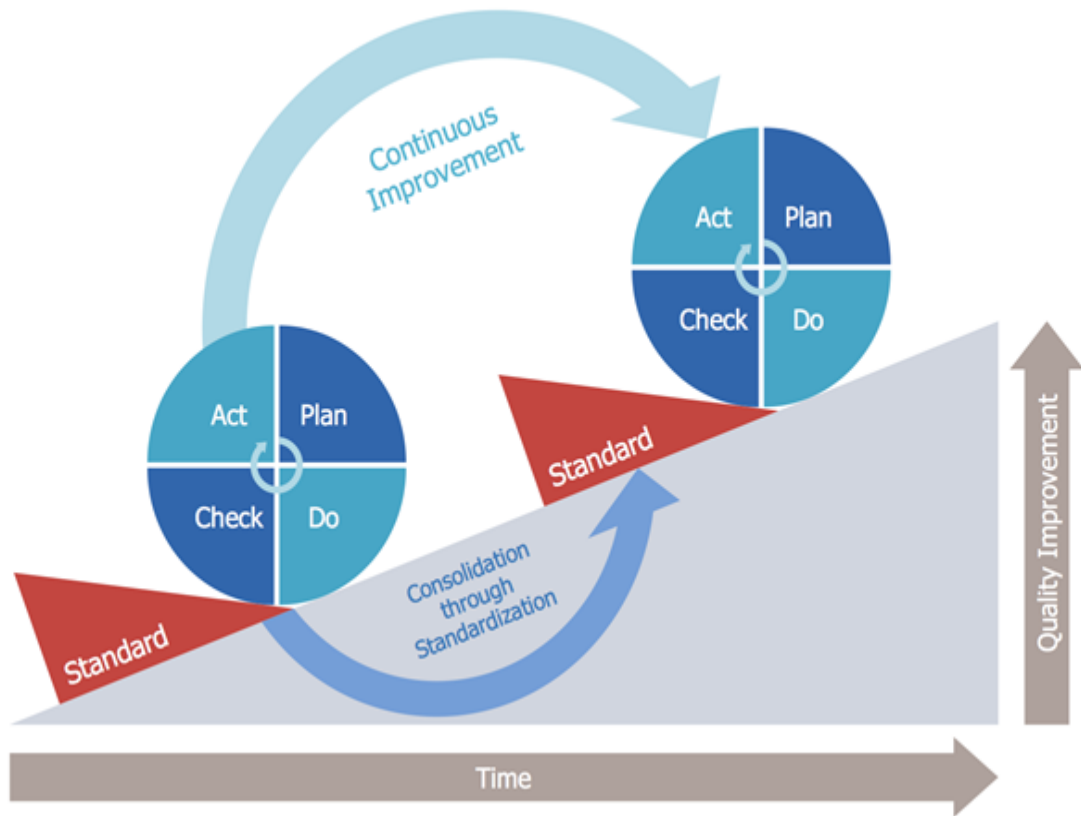 Continuous
Improvement
Act
Plan
Check
Do
Standard
Act
Plan
Check
Do
Standard
Consolidation
through
Standardization
Quality Improvement
Time